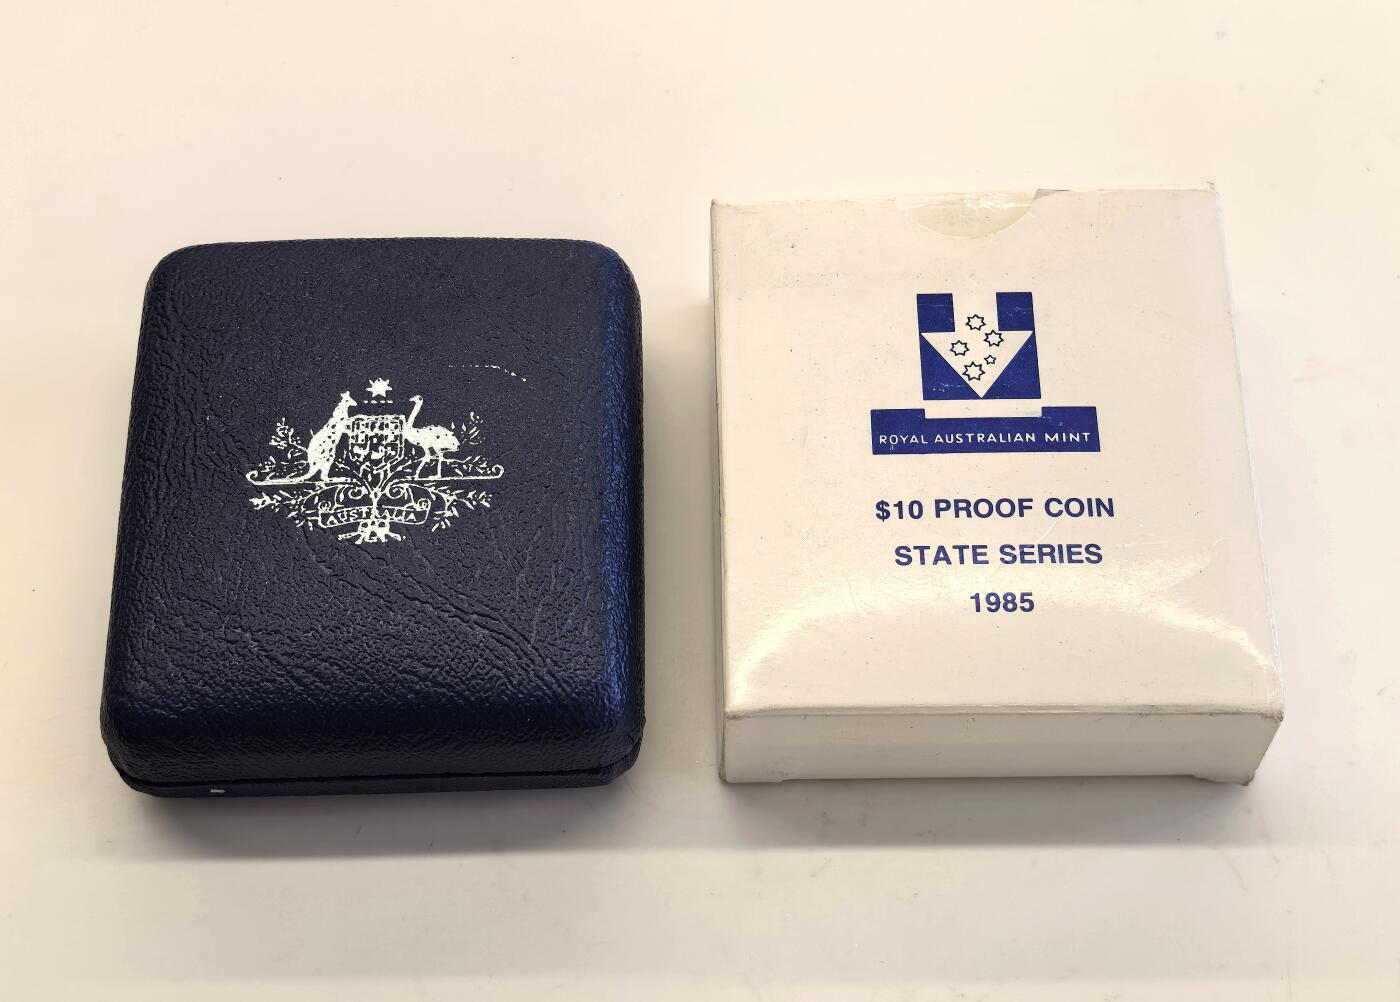 AUSTRALIA
ROYAL AUSTRALIAN MINT
$10 PROOF COIN
STATE SERIES
1985